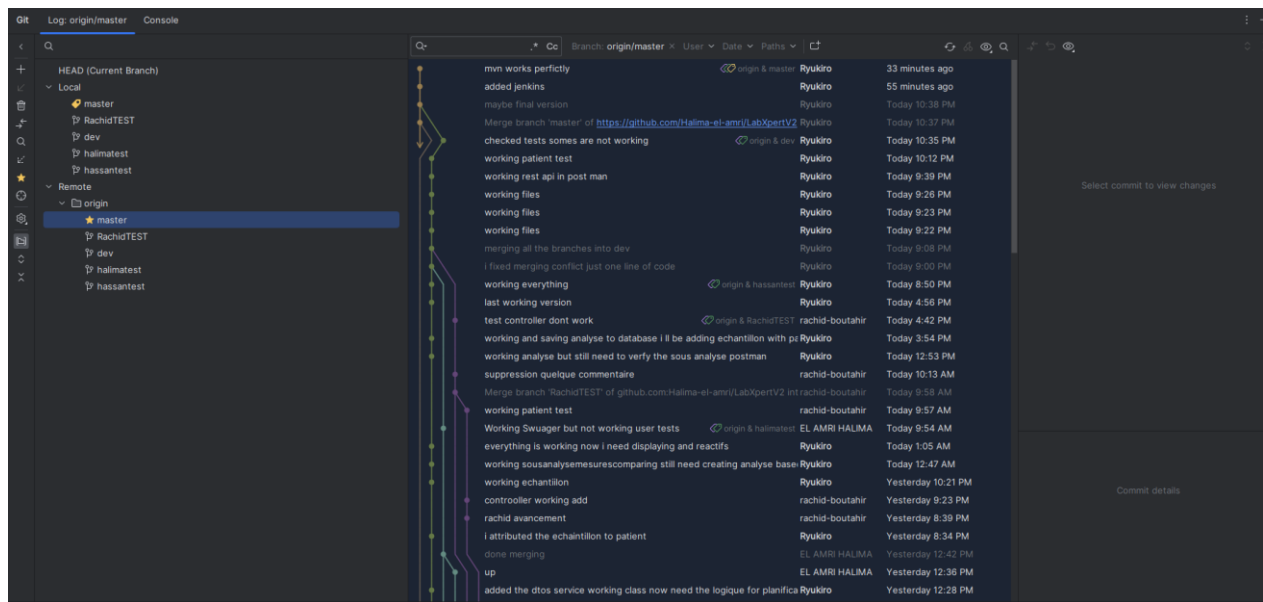 Git Log: origin/master Console
Cc Branch: origin/master User Date Paths
HEAD (Current Branch)
Local
master
RachidTEST
dev
halimatest
hassantest
Remote
origin
master
RachidTEST
dev
halimatest
hassantest
mvn works perfictly origin & master Ryukiro 33 minutes ago
added jenkins Ryukiro 55 minutes ago
maybe final version Ryukiro Today 10:38 PM
Merge branch 'master' of https://github.com/Halima-el-amri/LabXpertV2 Ryukiro Today 10:37 PM
checked tests somes are not working origin & dev Ryukiro Today 10:35 PM
working patient test Ryukiro Today 10:12 PM
working rest api in post man Ryukiro Today 9:39 PM
working files Ryukiro Today 9:26 PM
working files Ryukiro Today 9:23 PM
working files Ryukiro Today 9:22 PM
merging all the branches into dev Ryukiro Today 9:08 PM
i fixed merging conflict just one line of code Ryukiro Today 9:00 PM
working everything origin & hassantest Ryukiro Today 8:50 PM
last working version Ryukiro Today 4:56 PM
test controller dont work origin & RachidTEST rachid-boutahir Today 4:42 PM
working and saving analyse to database i ll be adding echantillon with pa Ryukiro Today 3:54 PM
working analyse but still need to verfy the sous analyse postman Ryukiro Today 12:53 PM
suppression quelque commentaire rachid-boutahir Today 10:13 AM
Merge branch 'RachidTEST' of github.com:Halima-el-amri/LabXpertV2 int rachid-boutahir Today 9:58 AM
working patient test rachid-boutahir Today 9:57 AM
Working Swuager but not working user tests origin & halimatest EL AMRI HALIMA Today 9:54 AM
everything is working now i need displaying and reactifs Ryukiro Today 1:05 AM
working sousanalysemesurescomparing still need creating analyse base Ryukiro Today 12:47 AM
working echantiilon Ryukiro Yesterday 10:21 PM
controoller working add rachid-boutahir Yesterday 9:23 PM
rachid avancement rachid-boutahir Yesterday 8:39 PM
i attributed the echaintillon to patient Ryukiro Yesterday 8:34 PM
done merging EL AMRI HALIMA Yesterday 12:42 PM
up EL AMRI HALIMA Yesterday 12:36 PM
added the dtos service working class now need the logique for planifica Ryukiro Yesterday 12:28 PM
Select commit to view changes
Commit details